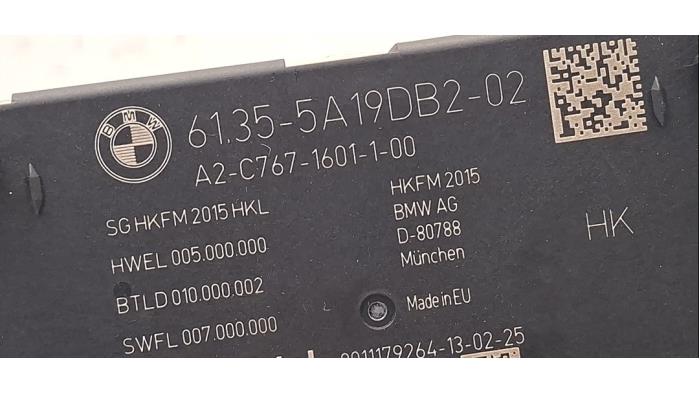 BMW
61.35-5A19DB2-02
A2-C767-1601-1-00
SG HKFM 2015 HKL
HWEL 005.000.000
BTLD 010.000.002
SWFL 007.000.000
HKFM 2015
BMW AG
D-80788
München
Made in EU
HK
0011179264-13-02-25